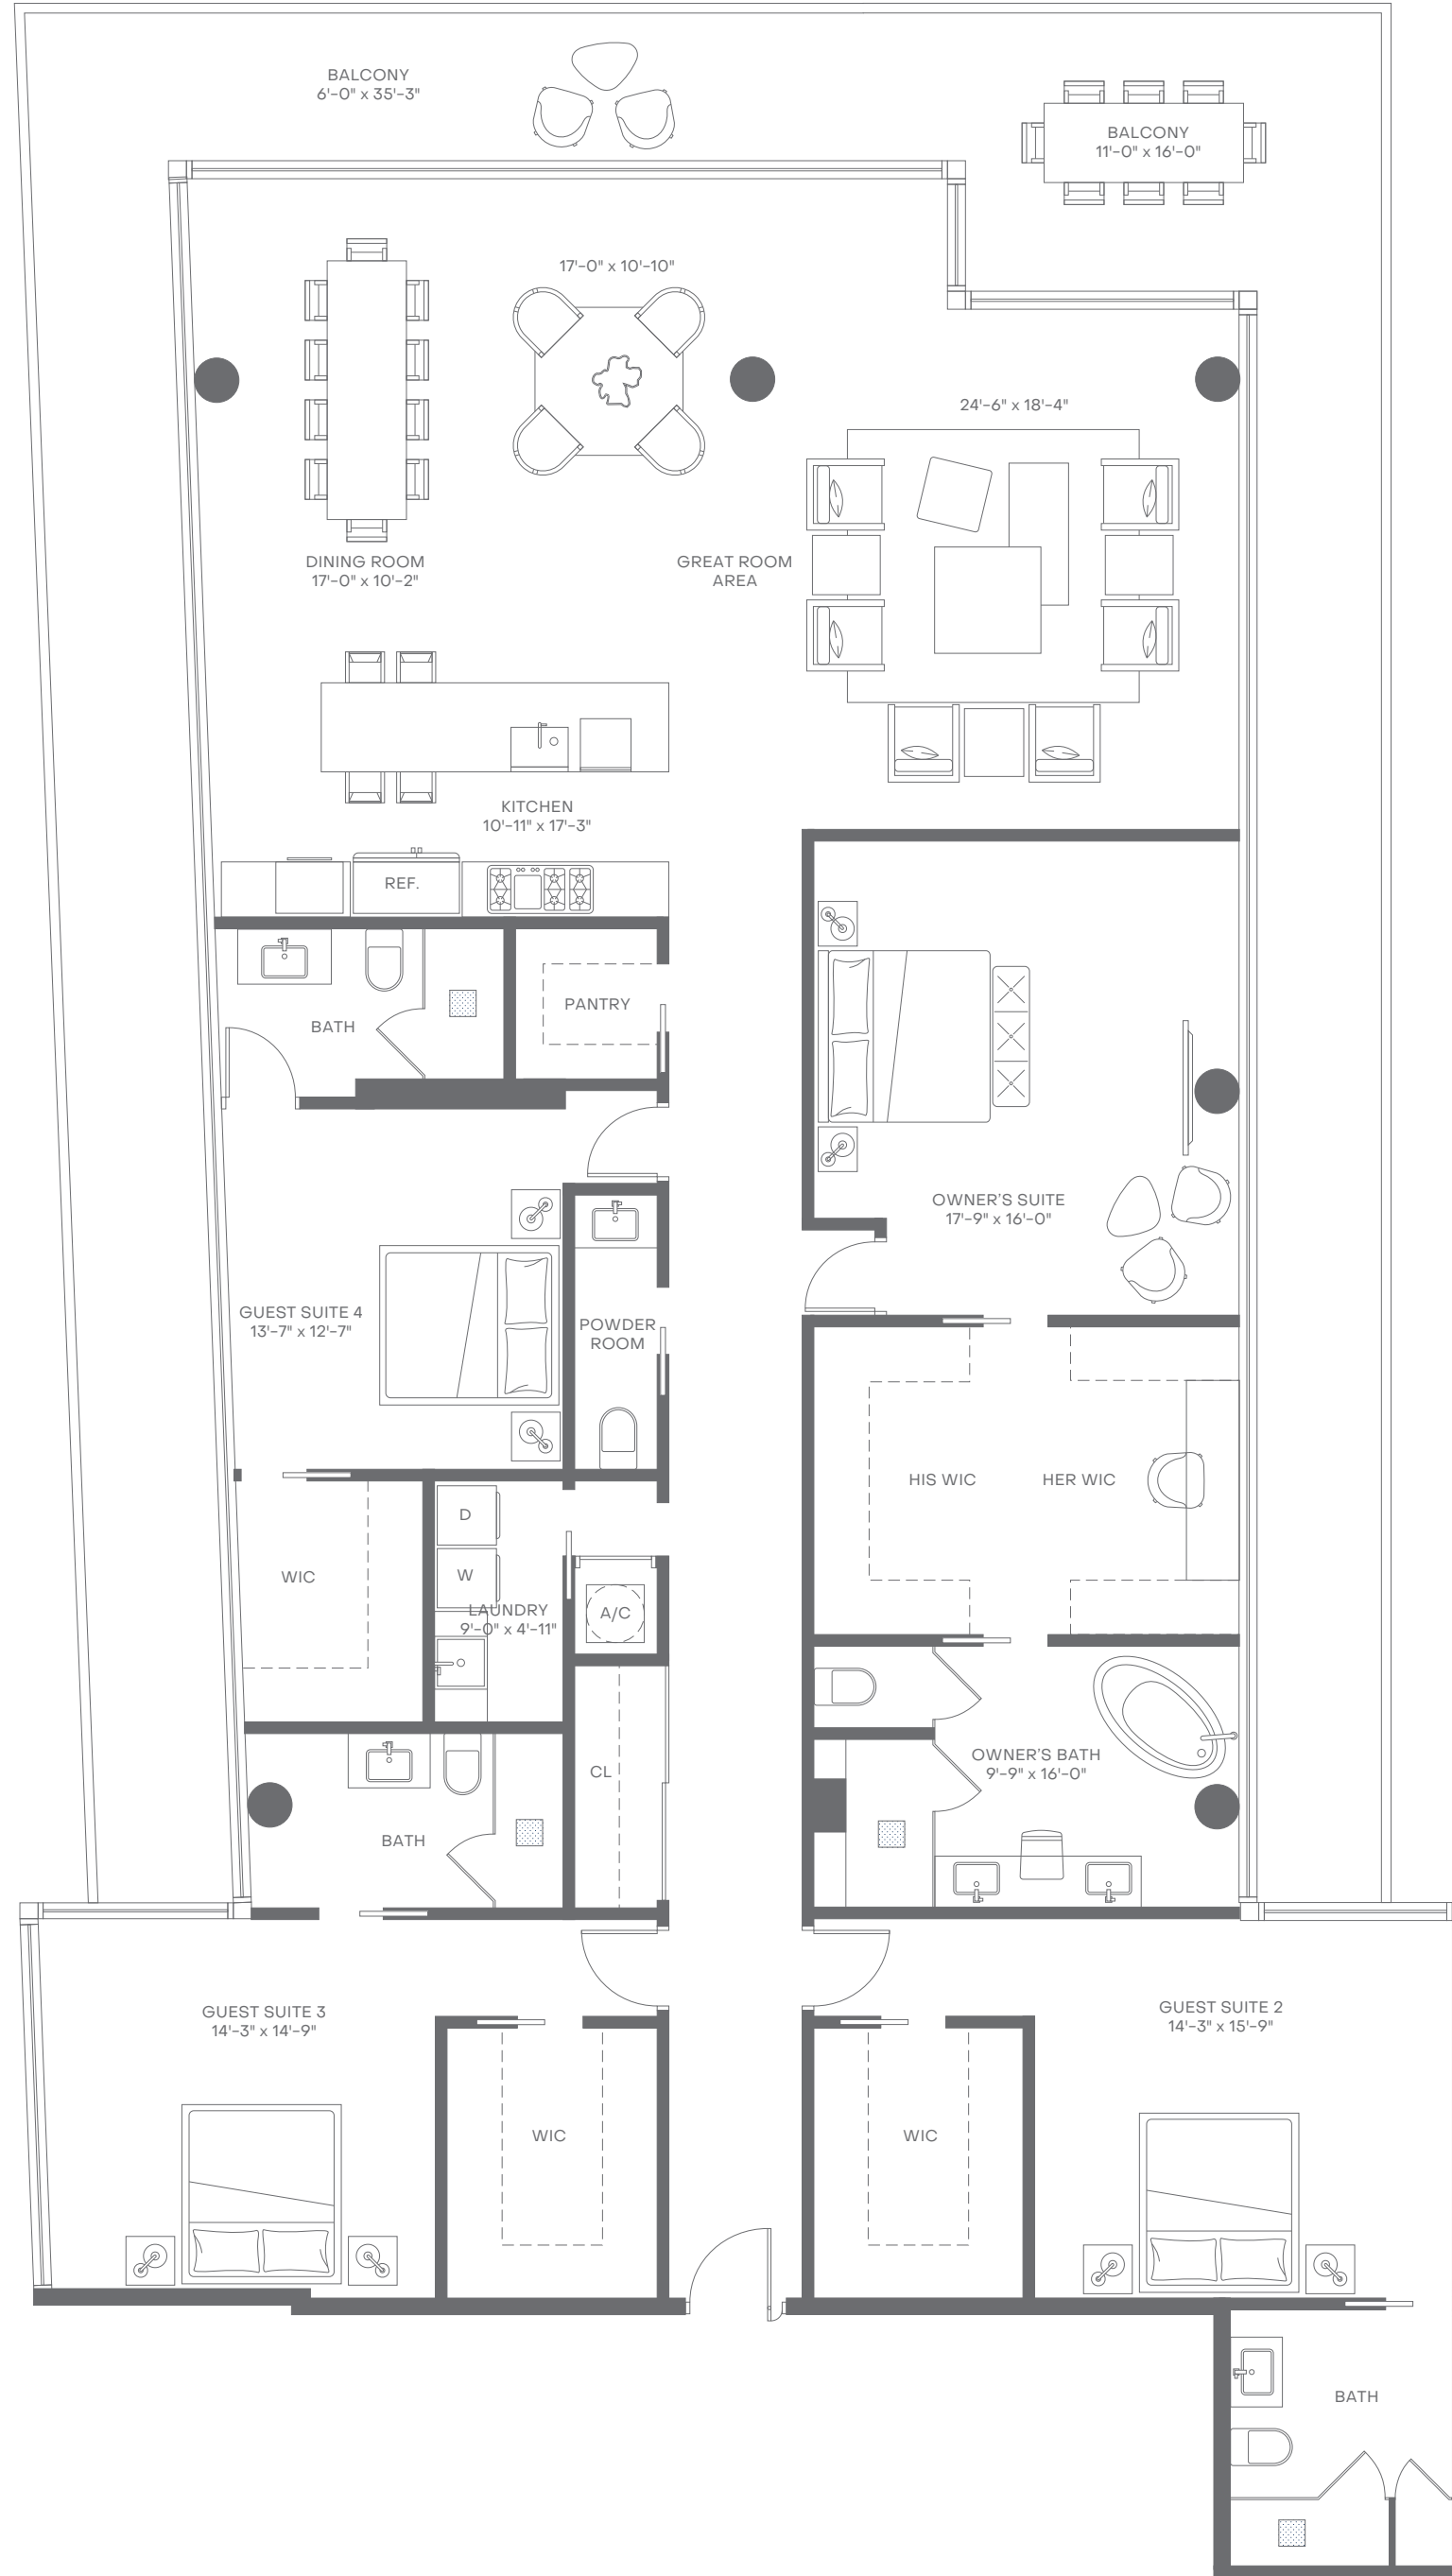 BALCONY
6'-0" x 35'-3"
BALCONY
11'-0" x 16'-0"
17'-0" x 10'-10"
24'-6" x 18'-4"
DINING ROOM
17'-0" x 10'-2"
GREAT ROOM
AREA
KITCHEN
10'-11" x 17'-3"
REF.
PANTRY
BATH
OWNER'S SUITE
17'-9" x 16'-0"
GUEST SUITE 4
13'-7" x 12'-7"
POWDER
ROOM
HIS WIC
HER WIC
D
W
WIC
LAUNDRY
9'-0" x 4'-11"
A/C
CL
OWNER'S BATH
9'-9" x 16'-0"
BATH
GUEST SUITE 3
14'-3" x 14'-9"
GUEST SUITE 2
14'-3" x 15'-9"
WIC
WIC
BATH